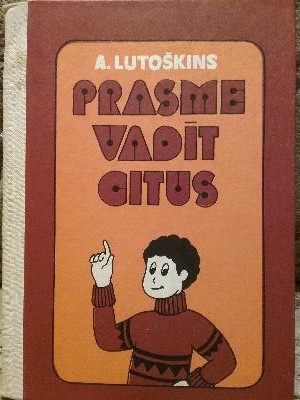 A. LUTOŠKINS
PRASME
VADĪT
CITUS